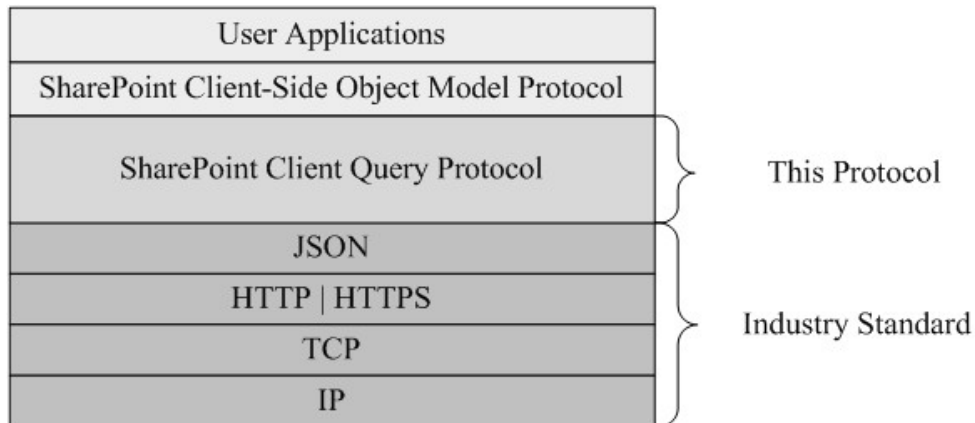 User Applications
SharePoint Client-Side Object Model Protocol
SharePoint Client Query Protocol
This Protocol
JSON
HTTP | HTTPS
Industry Standard
TCP
IP